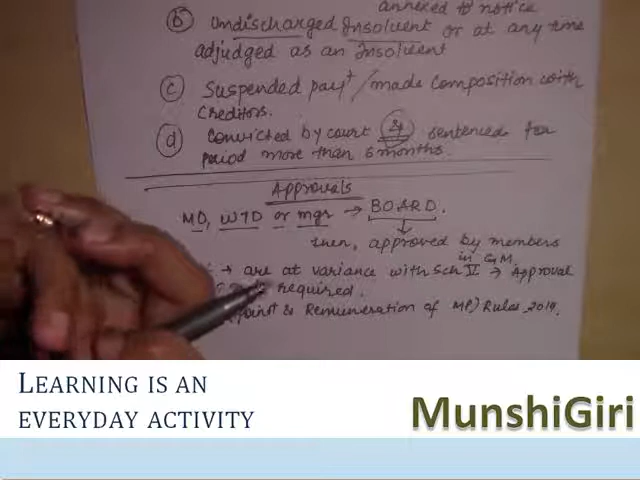 annexed to notice
(b) Undischarged Insolvent or at any time
adjudged as an Insolvent
(c) Suspended payt/made composition with
Creditors.
(d) Convicted by court & sentenced for
period more than 6 months.
Approvals
MD, WTD or mgr → BOARD.
then, approved by members
in G.M.
→ are at variance with Sch V → Approval
required.
& Remuneration of MP) Rules, 2014.
LEARNING IS AN
EVERYDAY ACTIVITY
MunshiGiri